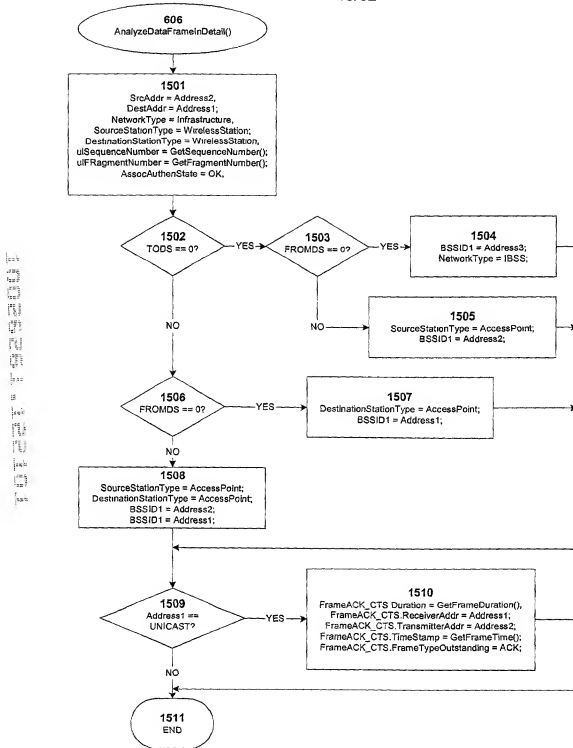 606
AnalyzeDataFrameInDetail()
1501
SrcAddr = Address2,
DestAddr = Address1;
NetworkType = Infrastructure,
SourceStationType = WirelessStation;
DestinationStationType = WirelessStation,
ulSequenceNumber = GetSequenceNumber();
ulFRagmentNumber = GetFragmentNumber();
AssocAuthenState = OK,
1502
TODS == 0?
YES
1503
FROMDS == 0?
YES
1504
BSSID1 = Address3;
NetworkType = IBSS;
NO
NO
1505
SourceStationType = AccessPoint;
BSSID1 = Address2;
1506
FROMDS == 0?
YES
1507
DestinationStationType = AccessPoint;
BSSID1 = Address1;
NO
1508
SourceStationType = AccessPoint;
DestinationStationType = AccessPoint;
BSSID1 = Address2;
BSSID1 = Address1;
1509
Address1 ==
UNICAST?
YES
1510
FrameACK_CTS Duration = GetFrameDuration(),
FrameACK_CTS.ReceiverAddr = Address1;
FrameACK_CTS.TransmitterAddr = Address2;
FrameACK_CTS.TimeStamp = GetFrameTime();
FrameACK_CTS.FrameTypeOutstanding = ACK;
NO
1511
END